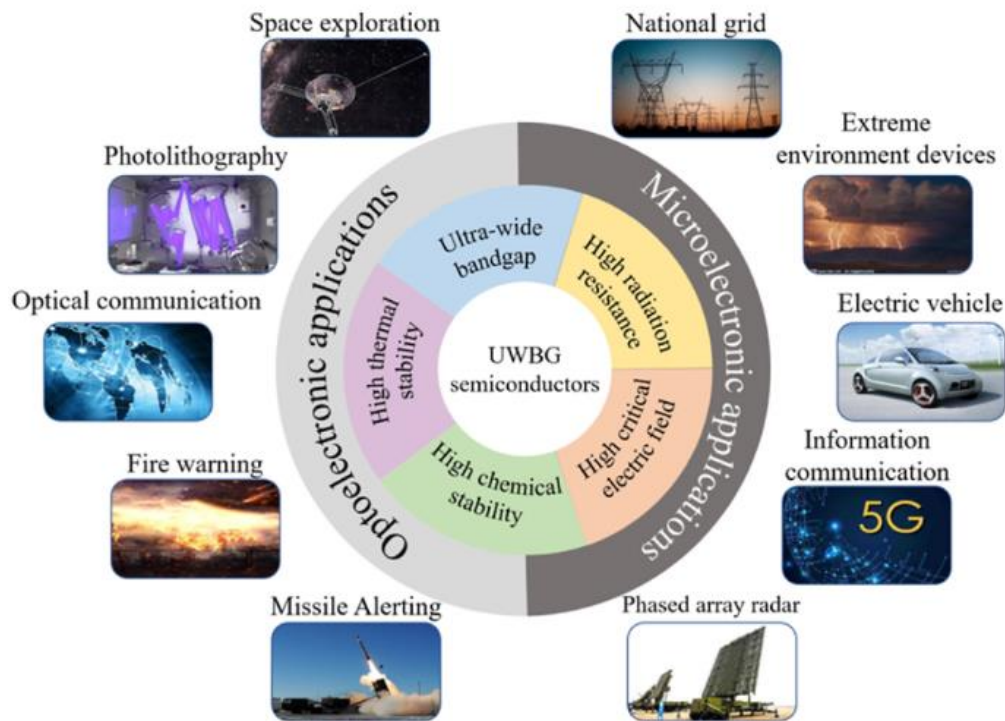 Space exploration
National grid
Photolithography
Extreme
environment devices
Optical communication
Electric vehicle
Fire warning
Information
communication
5G
Missile Alerting
Phased array radar
Optoelectronic applications
Microelectronic applications
Ultra-wide
bandgap
High radiation
resistance
High thermal
stability
UWBG
semiconductors
High critical
electric field
High chemical
stability